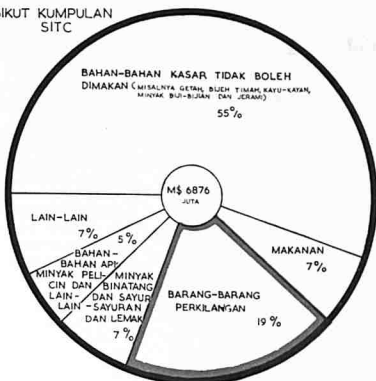 IKUT KUMPULAN
SITC
BAHAN-BAHAN KASAR TIDAK BOLEH
DIMAKAN (MISALNYA GETAH, BIJEH TIMAH, KAYU-KAYAN,
MINYAK BIJI-BIJIAN DAN JERAMI)
55%
M$ 6876
JUTA
LAIN-LAIN
7%
5%
BAHAN-
BAHAN API
MINYAK PELI-
CIN DAN
LAIN-
LAIN
MINYAK
BINATANG
DAN SAYUR
-SAYURAN
DAN LEMAK
7%
BARANG-BARANG
PERKILANGAN
19%
MAKANAN
7%